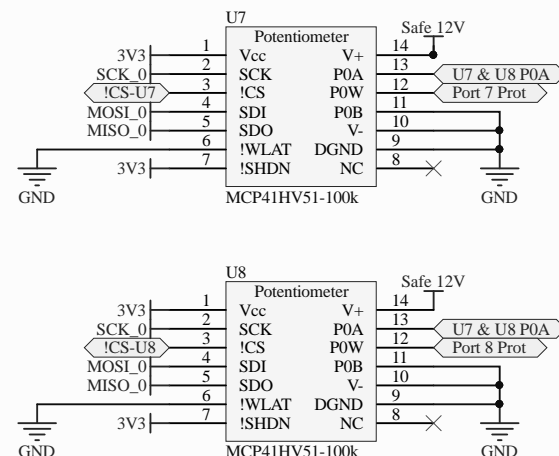 U7
Safe 12V
Potentiometer
3V3 1 Vcc V+ 14
SCK_0 2 SCK P0A 13 U7 & U8 P0A
!CS-U7 3 !CS P0W 12 Port 7 Prot
MOSI_0 4 SDI P0B 11
MISO_0 5 SDO V- 10
6 !WLAT DGND 9
3V3 7 !SHDN NC 8
GND MCP41HV51-100k GND
U8
Safe 12V
Potentiometer
3V3 1 Vcc V+ 14
SCK_0 2 SCK P0A 13 U7 & U8 P0A
!CS-U8 3 !CS P0W 12 Port 8 Prot
MOSI_0 4 SDI P0B 11
MISO_0 5 SDO V- 10
6 !WLAT DGND 9
3V3 7 !SHDN NC 8
GND MCP41HV51-100k GND